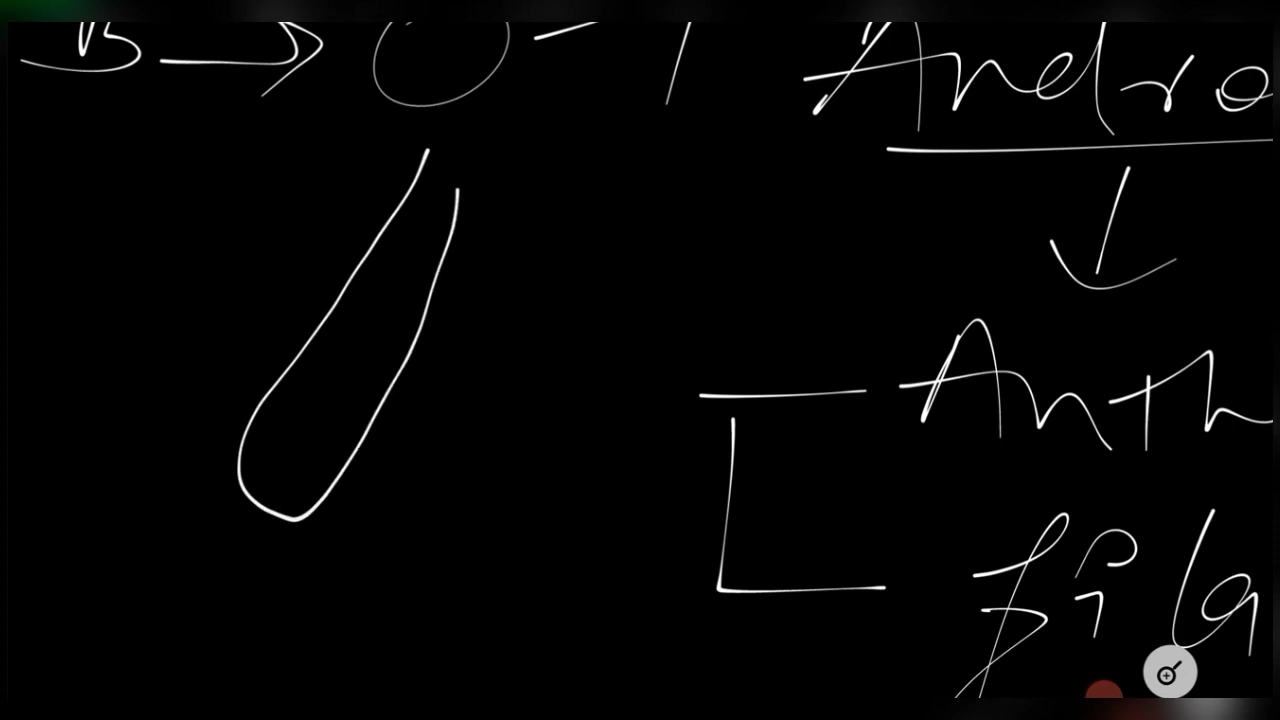 B → O - Andro
Anth
fila